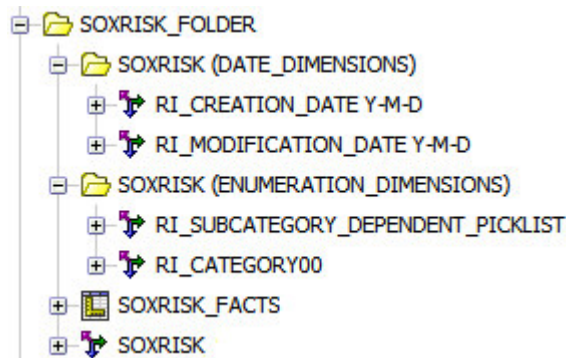 SOXRISK_FOLDER
SOXRISK (DATE_DIMENSIONS)
RI_CREATION_DATE Y-M-D
RI_MODIFICATION_DATE Y-M-D
SOXRISK (ENUMERATION_DIMENSIONS)
RI_SUBCATEGORY_DEPENDENT_PICKLIST
RI_CATEGORY00
SOXRISK_FACTS
SOXRISK